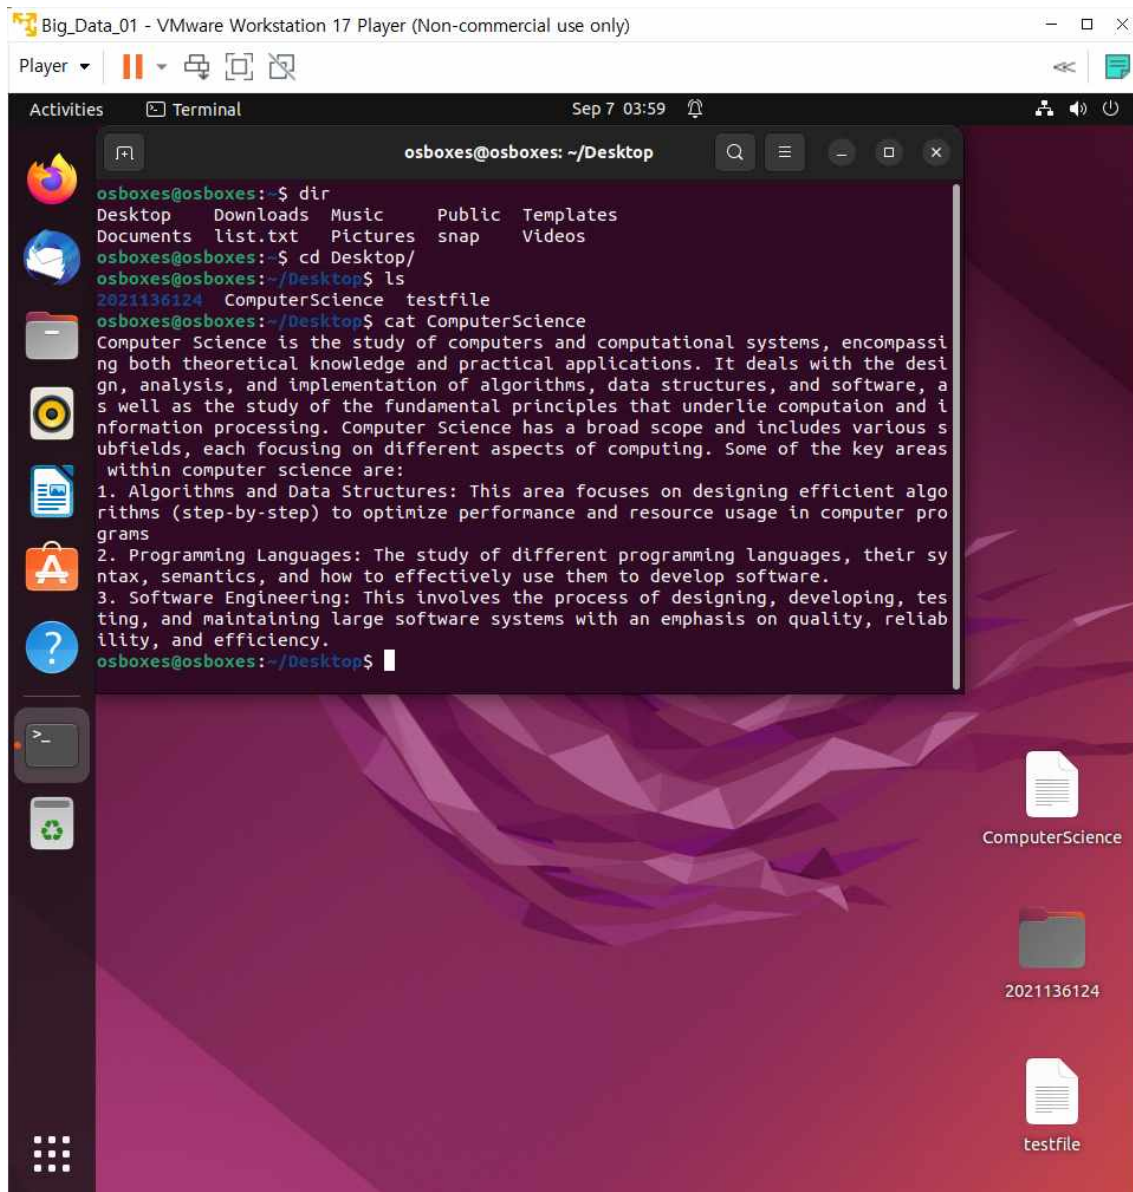 Big_Data_01 - VMware Workstation 17 Player (Non-commercial use only)
Player
Activities Terminal Sep 7 03:59
osboxes@osboxes: ~/Desktop
osboxes@osboxes:~$ dir
Desktop Downloads Music Public Templates
Documents list.txt Pictures snap Videos
osboxes@osboxes:~$ cd Desktop/
osboxes@osboxes:~/Desktop$ ls
2021136124 ComputerScience testfile
osboxes@osboxes:~/Desktop$ cat ComputerScience
Computer Science is the study of computers and computational systems, encompassi
ng both theoretical knowledge and practical applications. It deals with the desi
gn, analysis, and implementation of algorithms, data structures, and software, a
s well as the study of the fundamental principles that underlie computaion and i
nformation processing. Computer Science has a broad scope and includes various s
ubfields, each focusing on different aspects of computing. Some of the key areas
 within computer science are:
1. Algorithms and Data Structures: This area focuses on designing efficient algo
rithms (step-by-step) to optimize performance and resource usage in computer pro
grams
2. Programming Languages: The study of different programming languages, their sy
ntax, semantics, and how to effectively use them to develop software.
3. Software Engineering: This involves the process of designing, developing, tes
ting, and maintaining large software systems with an emphasis on quality, reliab
ility, and efficiency.
osboxes@osboxes:~/Desktop$
ComputerScience
2021136124
testfile